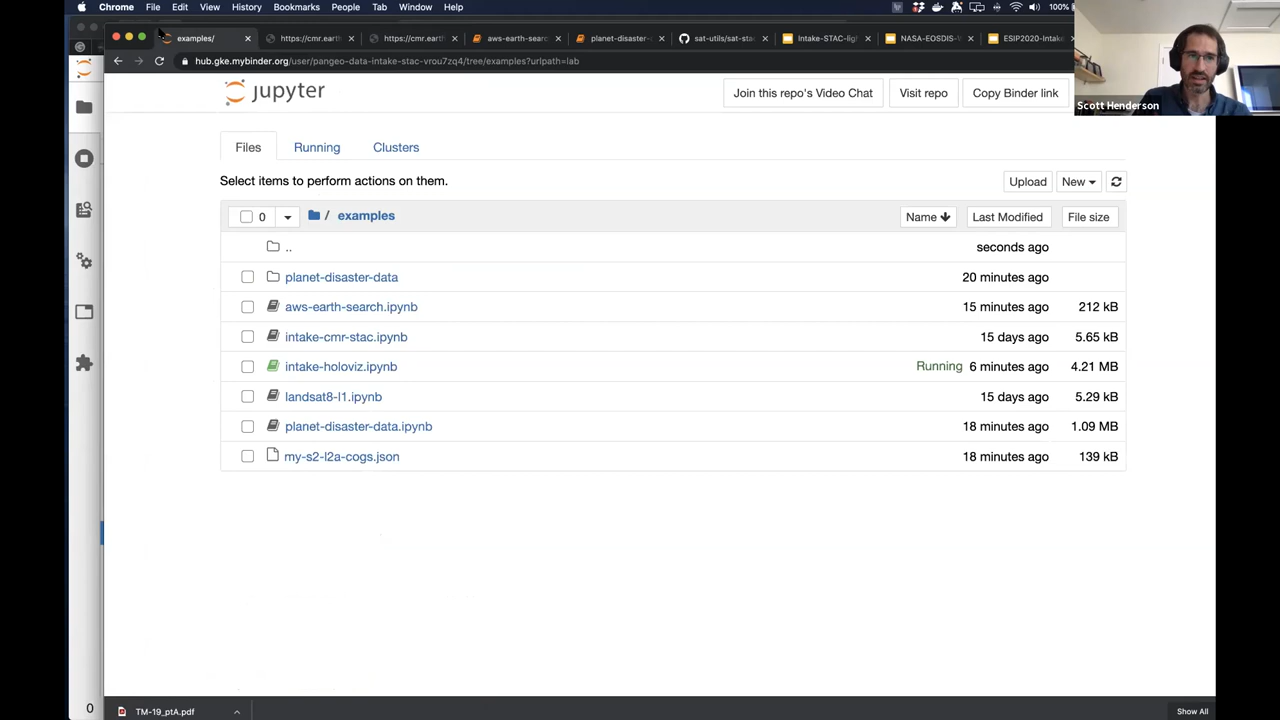 Chrome File Edit View History Bookmarks People Tab Window Help 100%
examples/ https://cmr.earth https://cmr.earth aws-earth-searc planet-disaster- sat-utils/sat-stac Intake-STAC-lig NASA-EOSDIS-V ESIP2020-Intak
hub.gke.mybinder.org/user/pangeo-data-intake-stac-vrou7zq4/tree/examples?urlpath=lab
Scott Henderson
jupyter
Join this repo's Video Chat Visit repo Copy Binder link
Files Running Clusters
Select items to perform actions on them.
Upload New
0 / examples Name Last Modified File size
.. seconds ago
planet-disaster-data 20 minutes ago
aws-earth-search.ipynb 15 minutes ago 212 kB
intake-cmr-stac.ipynb 15 days ago 5.65 kB
intake-holoviz.ipynb Running 6 minutes ago 4.21 MB
landsat8-l1.ipynb 15 days ago 5.29 kB
planet-disaster-data.ipynb 18 minutes ago 1.09 MB
my-s2-l2a-cogs.json 18 minutes ago 139 kB
0
TM-19_ptA.pdf Show All